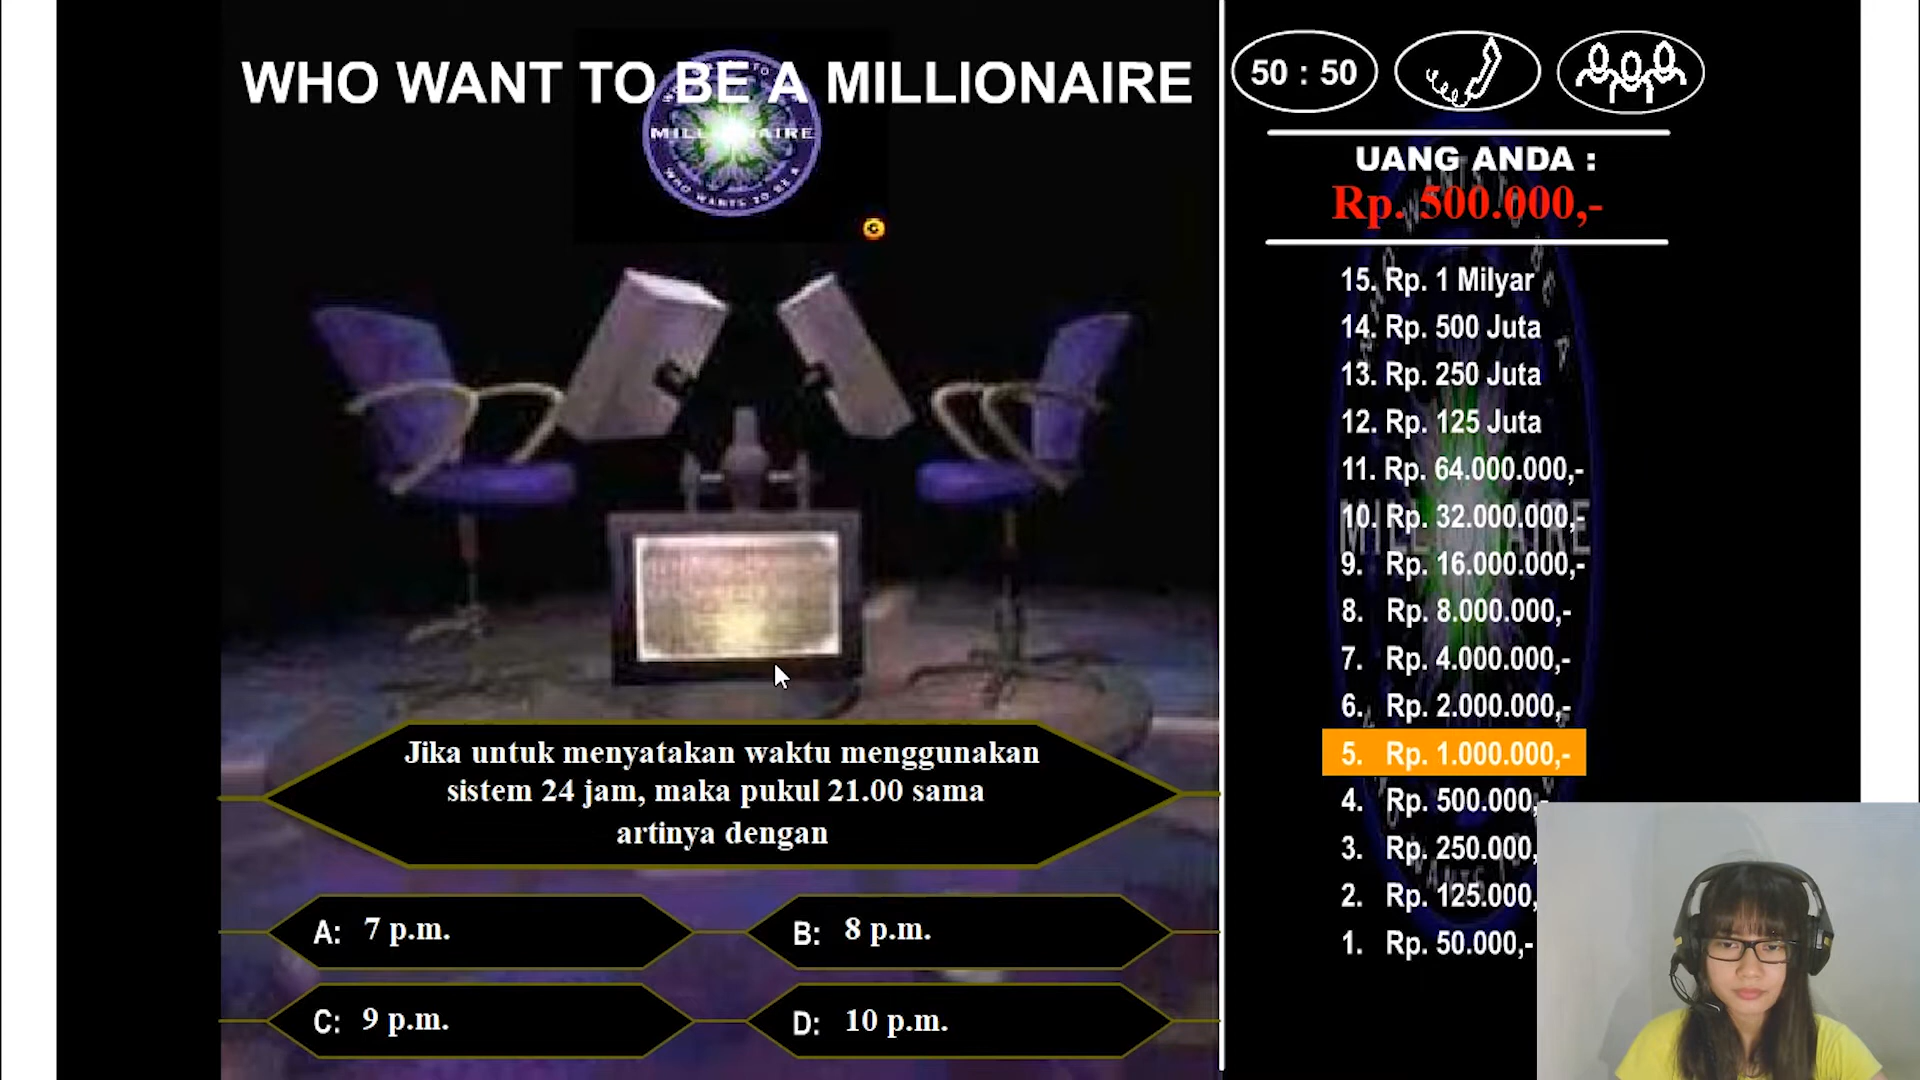 WHO WANT TO BE A MILLIONAIRE
MILLIONAIRE
WHO WANTS TO BE A
50 : 50
UANG ANDA :
Rp. 500.000,-
15. Rp. 1 Milyar
14. Rp. 500 Juta
13. Rp. 250 Juta
12. Rp. 125 Juta
11. Rp. 64.000.000,-
10. Rp. 32.000.000,-
9. Rp. 16.000.000,-
8. Rp. 8.000.000,-
7. Rp. 4.000.000,-
6. Rp. 2.000.000,-
5. Rp. 1.000.000,-
4. Rp. 500.000,-
3. Rp. 250.000,
2. Rp. 125.000,
1. Rp. 50.000,-
Jika untuk menyatakan waktu menggunakan
sistem 24 jam, maka pukul 21.00 sama
artinya dengan
A: 7 p.m.
B: 8 p.m.
C: 9 p.m.
D: 10 p.m.